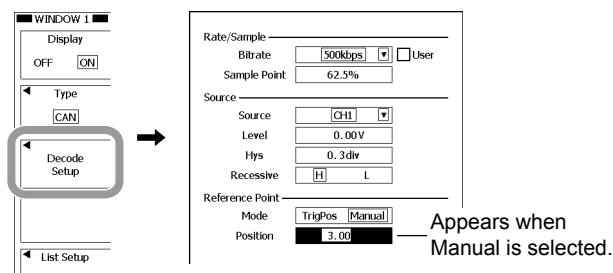 WINDOW 1
Display
OFF ON
Type
CAN
Decode
Setup
List Setup
Rate/Sample
Bitrate 500kbps User
Sample Point 62.5%
Source
Source CH1
Level 0.00V
Hys 0.3div
Recessive H L
Reference Point
Mode TrigPos Manual
Position 3.00
Appears when
Manual is selected.